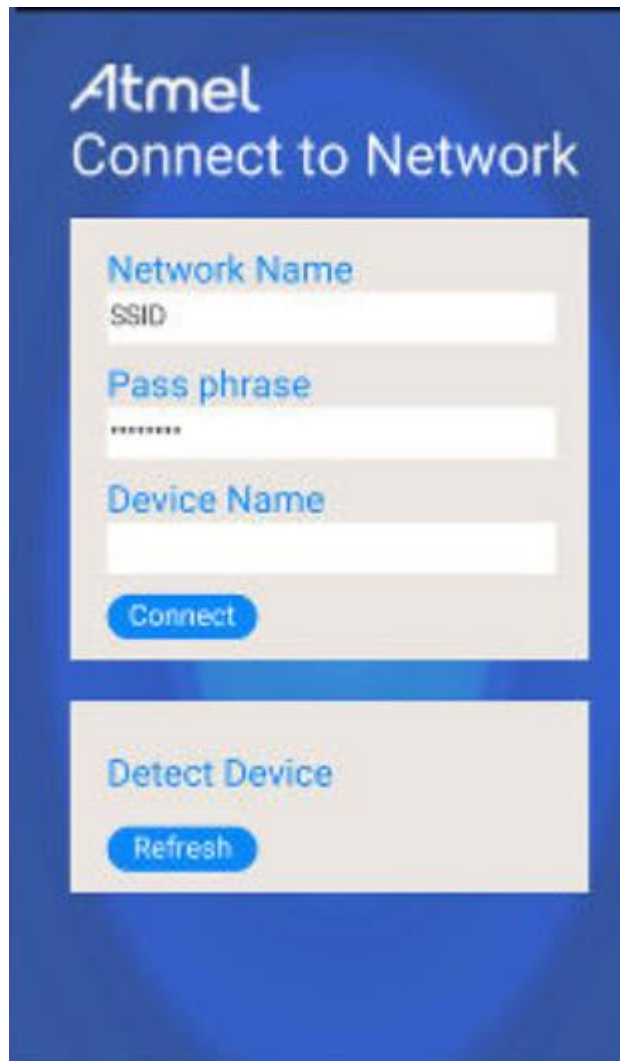 Atmel
Connect to Network
Network Name
SSID
Pass phrase
********
Device Name
Connect
Detect Device
Refresh